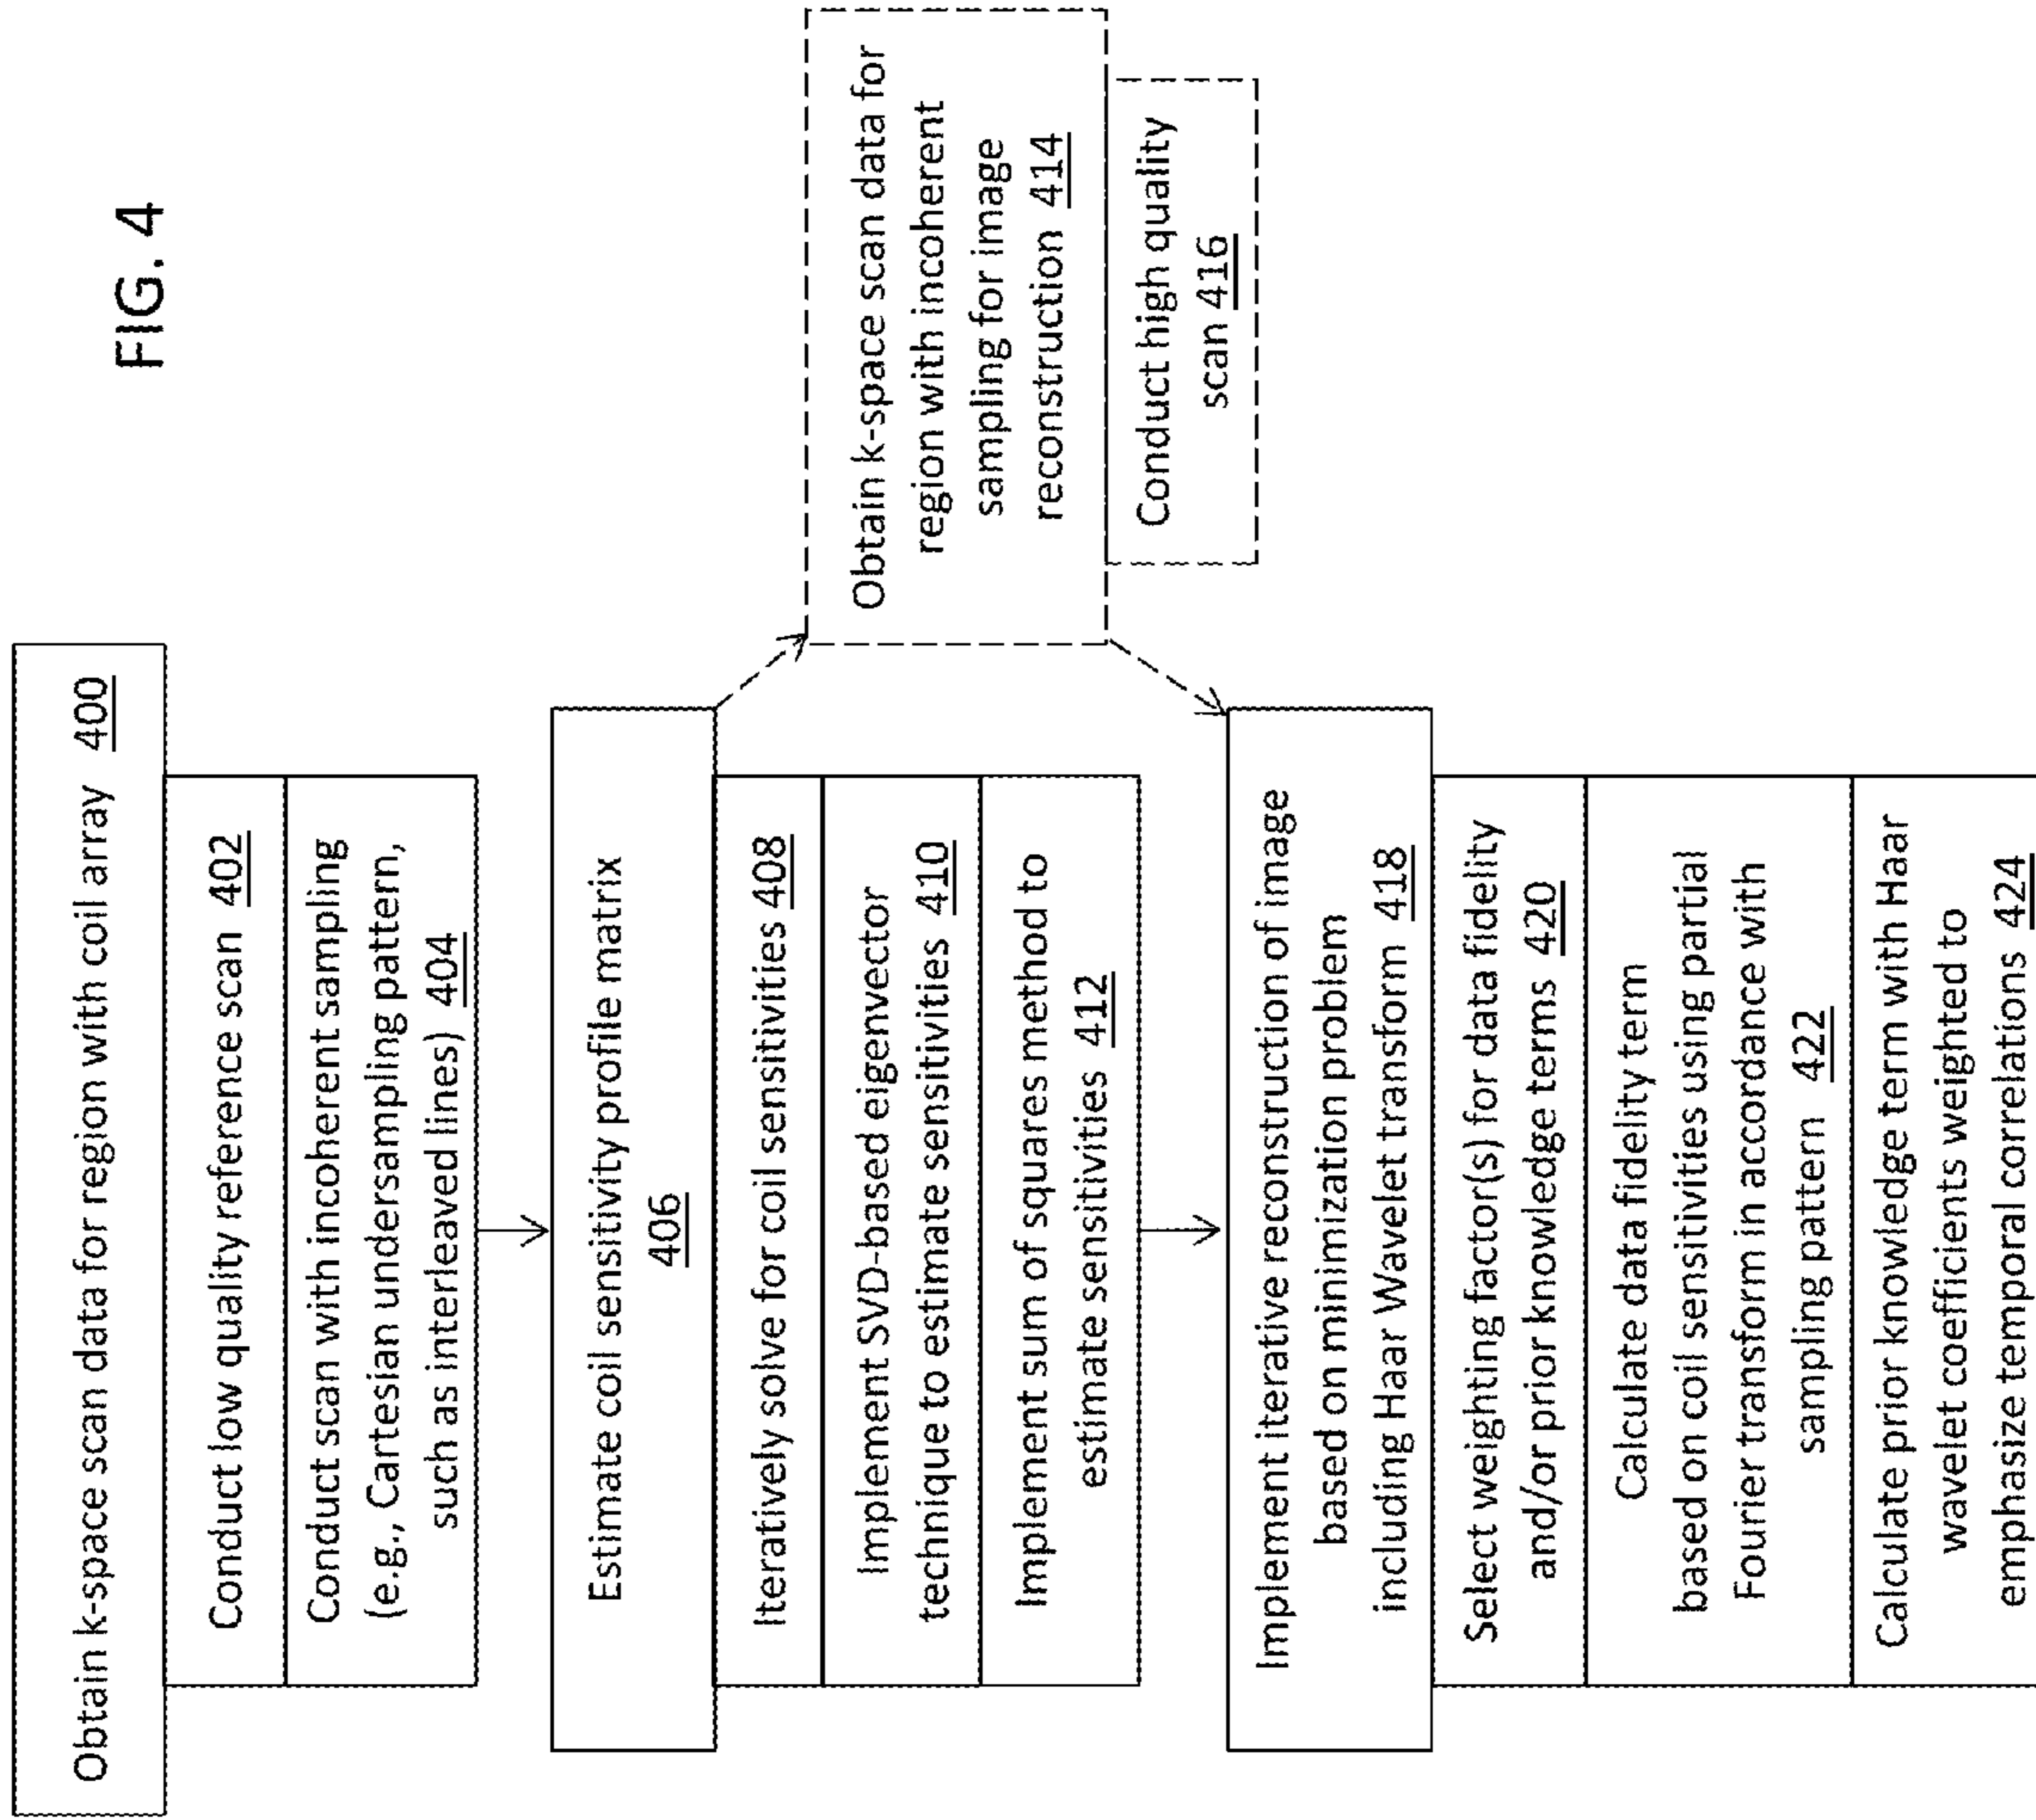 FIG. 4
Obtain k-space scan data for region with coil array 400
Conduct low quality reference scan 402
Conduct scan with incoherent sampling
(e.g., Cartesian undersampling pattern,
such as interleaved lines) 404
Estimate coil sensitivity profile matrix
406
Iteratively solve for coil sensitivities 408
Implement SVD-based eigenvector
technique to estimate sensitivities 410
Implement sum of squares method to
estimate sensitivities 412
Obtain k-space scan data for
region with incoherent
sampling for image
reconstruction 414
Conduct high quality
scan 416
Implement iterative reconstruction of image
based on minimization problem
including Haar Wavelet transform 418
Select weighting factor(s) for data fidelity
and/or prior knowledge terms 420
Calculate data fidelity term
based on coil sensitivities using partial
Fourier transform in accordance with
sampling pattern 422
Calculate prior knowledge term with Haar
wavelet coefficients weighted to
emphasize temporal correlations 424